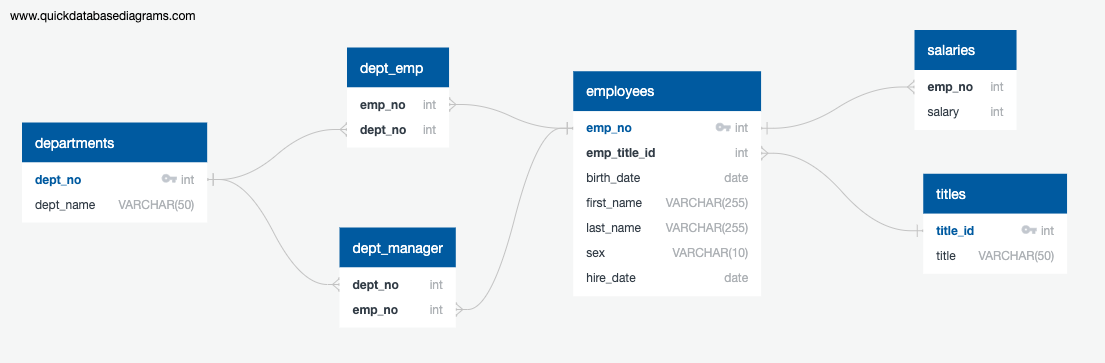 www.quickdatabasediagrams.com
departments
dept_no int
dept_name VARCHAR(50)
dept_emp
emp_no int
dept_no int
dept_manager
dept_no int
emp_no int
employees
emp_no int
emp_title_id int
birth_date date
first_name VARCHAR(255)
last_name VARCHAR(255)
sex VARCHAR(10)
hire_date date
salaries
emp_no int
salary int
titles
title_id int
title VARCHAR(50)